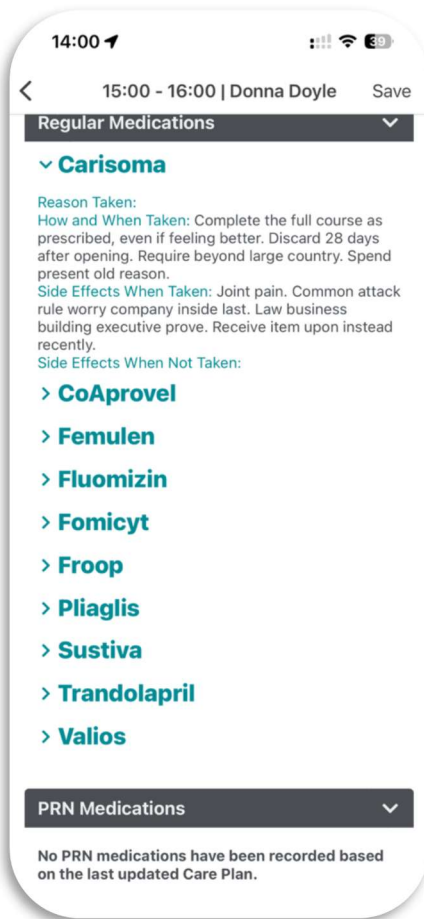 14:00
39
15:00 - 16:00 | Donna Doyle Save
Regular Medications
Carisoma
Reason Taken:
How and When Taken: Complete the full course as
prescribed, even if feeling better. Discard 28 days
after opening. Require beyond large country. Spend
present old reason.
Side Effects When Taken: Joint pain. Common attack
rule worry company inside last. Law business
building executive prove. Receive item upon instead
recently.
Side Effects When Not Taken:
CoAprovel
Femulen
Fluomizin
Fomicyt
Froop
Pliaglis
Sustiva
Trandolapril
Valios
PRN Medications
No PRN medications have been recorded based
on the last updated Care Plan.